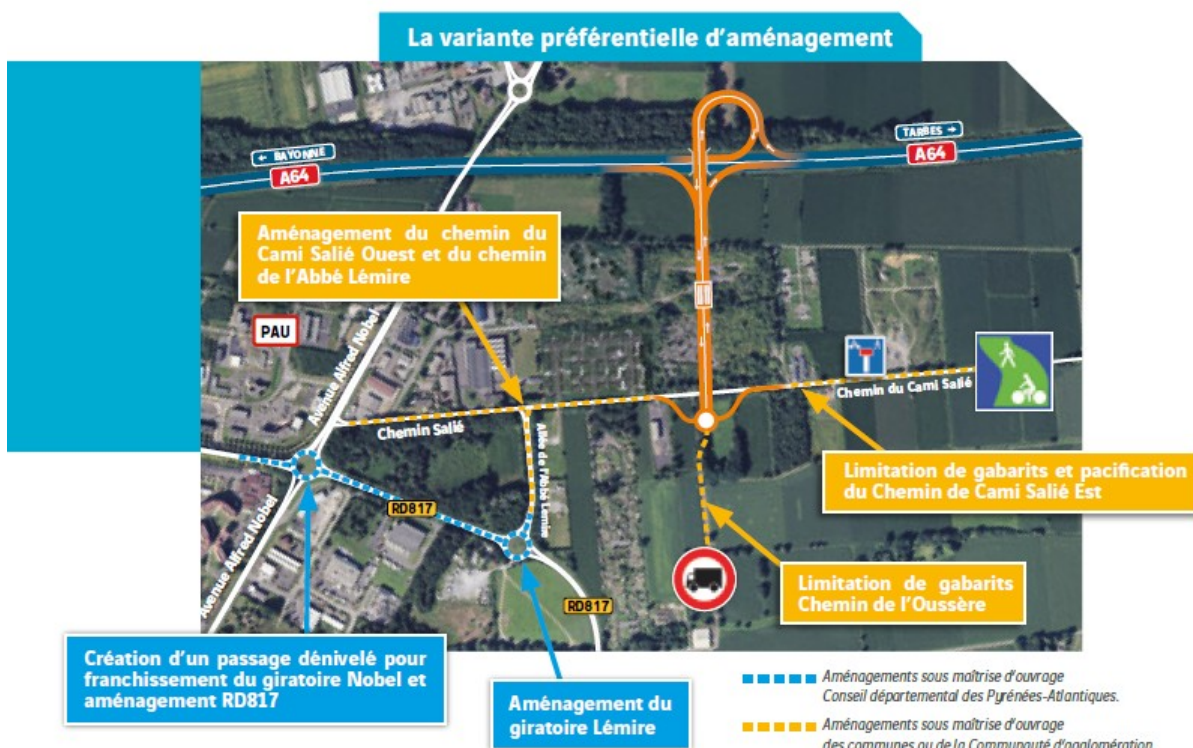 La variante préférentielle d'aménagement
← BAYONNE
A64
TARBES →
A64
Aménagement du chemin du
Cami Salié Ouest et du chemin
de l'Abbé Lémire
PAU
Avenue Alfred Nobel
Chemin Salié
Allée de l'Abbé Lémire
Chemin du Cami Salié
Limitation de gabarits et pacification
du Chemin de Cami Salié Est
RD817
Avenue Alfred Nobel
RD817
Limitation de gabarits
Chemin de l'Oussère
Création d'un passage dénivelé pour
franchissement du giratoire Nobel et
aménagement RD817
Aménagement du
giratoire Lémire
Aménagements sous maîtrise d'ouvrage
Conseil départemental des Pyrénées-Atlantiques.
Aménagements sous maîtrise d'ouvrage
des communes ou de la Communauté d'agglomération